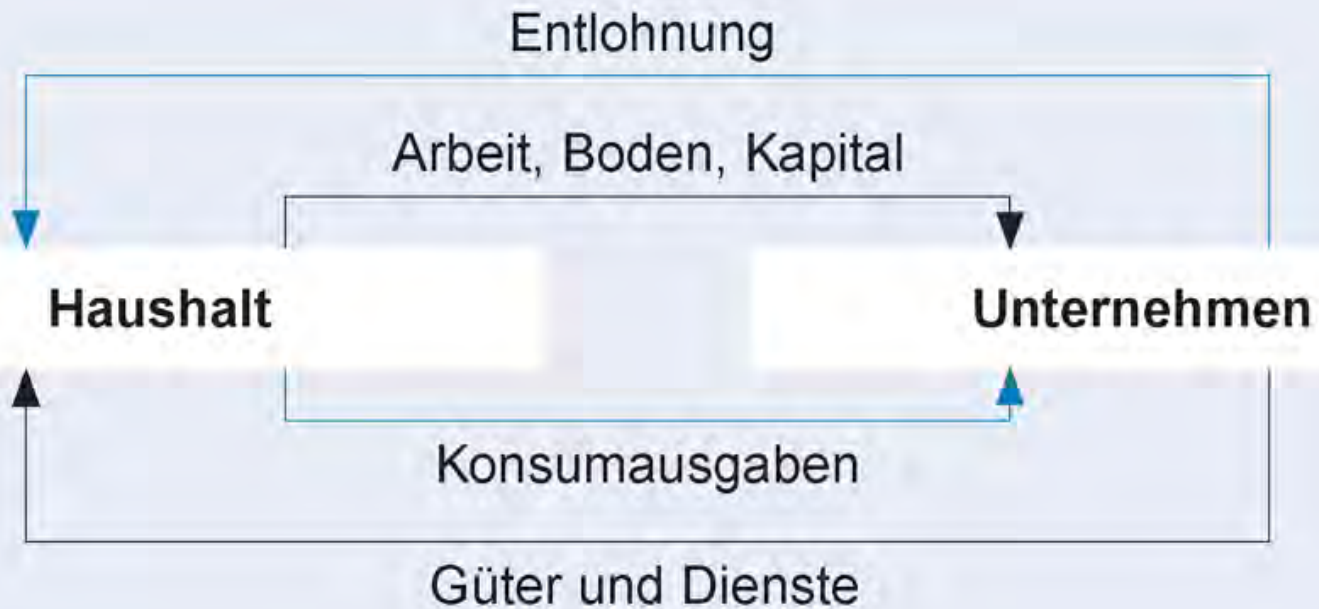 Entlohnung
Arbeit, Boden, Kapital
Haushalt
Unternehmen
Konsumausgaben
Güter und Dienste